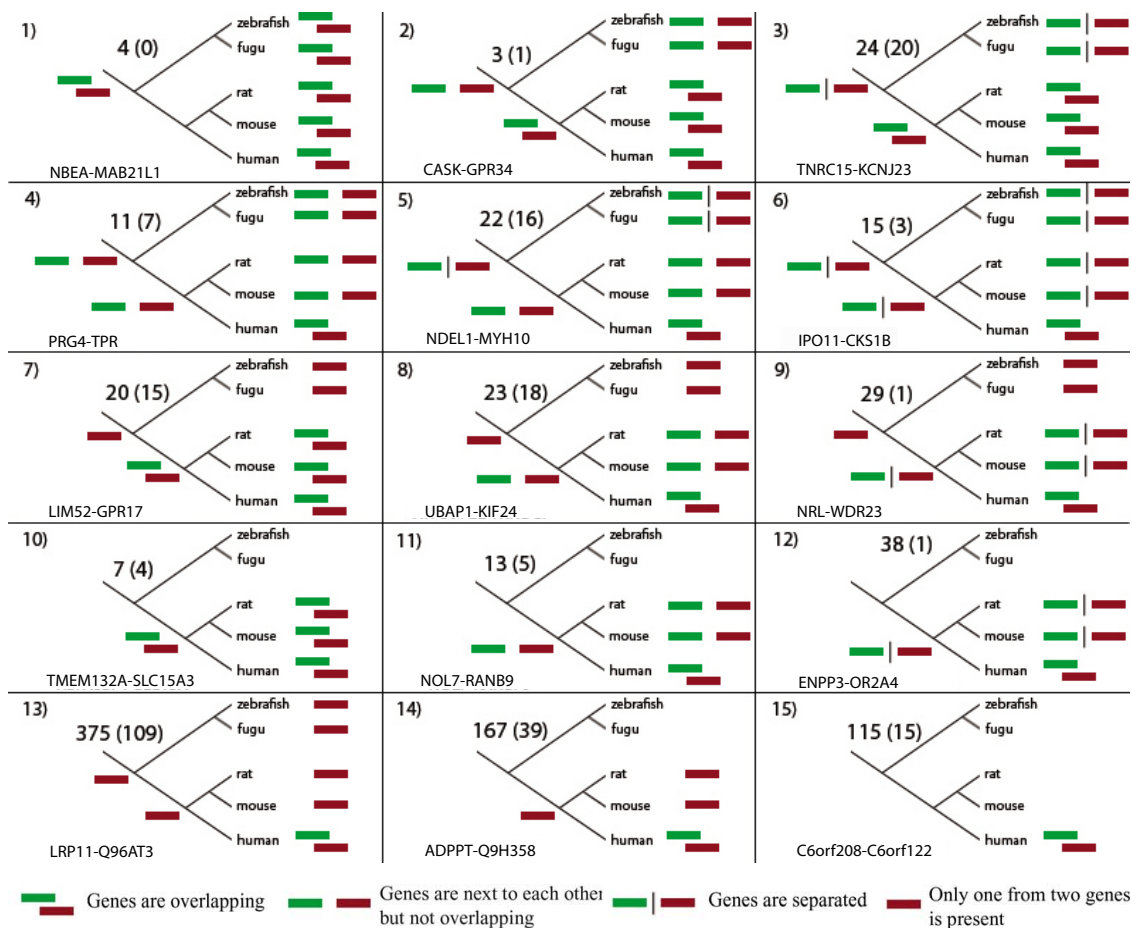 1)
4 (0)
zebrafish
fugu
rat
mouse
human
NBEA-MAB21L1
2)
3 (1)
zebrafish
fugu
rat
mouse
human
CASK-GPR34
3)
24 (20)
zebrafish
fugu
rat
mouse
human
TNRC15-KCNJ23
4)
11 (7)
zebrafish
fugu
rat
mouse
human
PRG4-TPR
5)
22 (16)
zebrafish
fugu
rat
mouse
human
NDEL1-MYH10
6)
15 (3)
zebrafish
fugu
rat
mouse
human
IPO11-CKS1B
7)
20 (15)
zebrafish
fugu
rat
mouse
human
LIM52-GPR17
8)
23 (18)
zebrafish
fugu
rat
mouse
human
UBAP1-KIF24
9)
29 (1)
zebrafish
fugu
rat
mouse
human
NRL-WDR23
10)
7 (4)
zebrafish
fugu
rat
mouse
human
TMEM132A-SLC15A3
11)
13 (5)
zebrafish
fugu
rat
mouse
human
NOL7-RANB9
12)
38 (1)
zebrafish
fugu
rat
mouse
human
ENPP3-OR2A4
13)
375 (109)
zebrafish
fugu
rat
mouse
human
LRP11-Q96AT3
14)
167 (39)
zebrafish
fugu
rat
mouse
human
ADPPT-Q9H358
15)
115 (15)
zebrafish
fugu
rat
mouse
human
C6orf208-C6orf122
Genes are overlapping
Genes are next to each other
but not overlapping
Genes are separated
Only one from two genes
is present